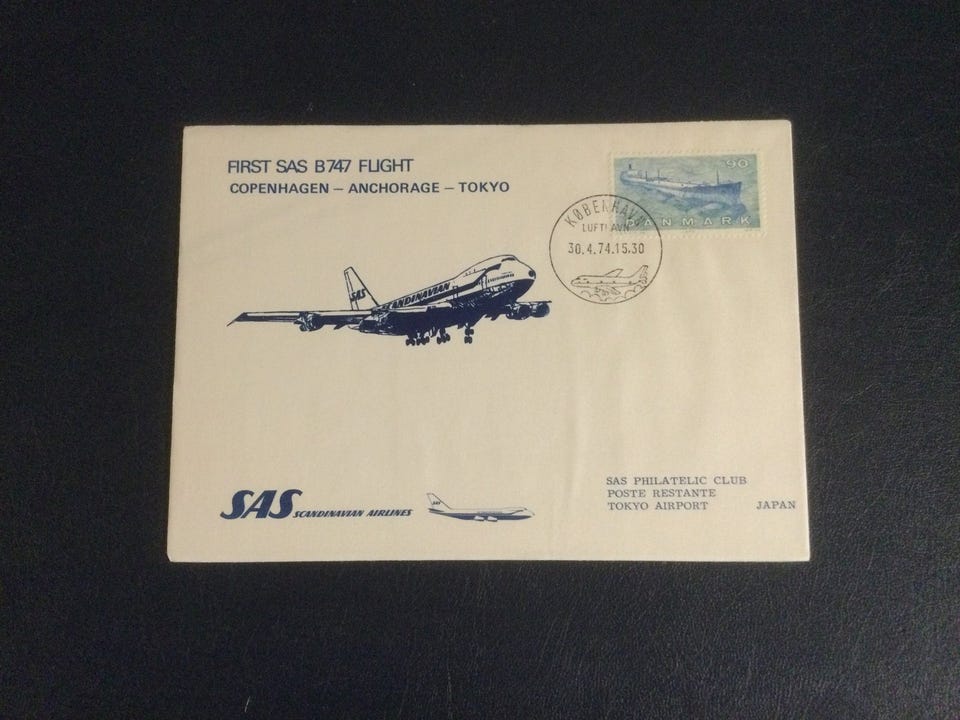 FIRST SAS B747 FLIGHT
COPENHAGEN – ANCHORAGE – TOKYO
90
DANMARK
KØBENHAVN
LUFTHAVN
30.4.74.15.30
SAS
SCANDINAVIAN
SAS SCANDINAVIAN AIRLINES
SAS PHILATELIC CLUB
POSTE RESTANTE
TOKYO AIRPORT JAPAN